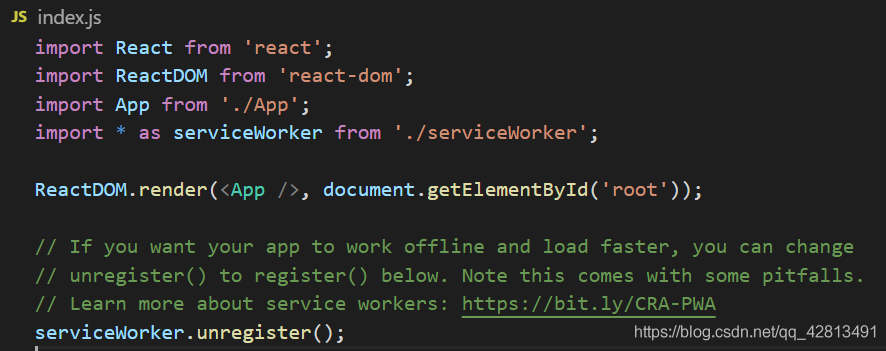 JS index.js
import React from 'react';
import ReactDOM from 'react-dom';
import App from './App';
import * as serviceWorker from './serviceWorker';
ReactDOM.render(<App />, document.getElementById('root'));
// If you want your app to work offline and load faster, you can change
// unregister() to register() below. Note this comes with some pitfalls.
// Learn more about service workers: https://bit.ly/CRA-PWA
serviceWorker.unregister();
https://blog.csdn.net/qq_42813491